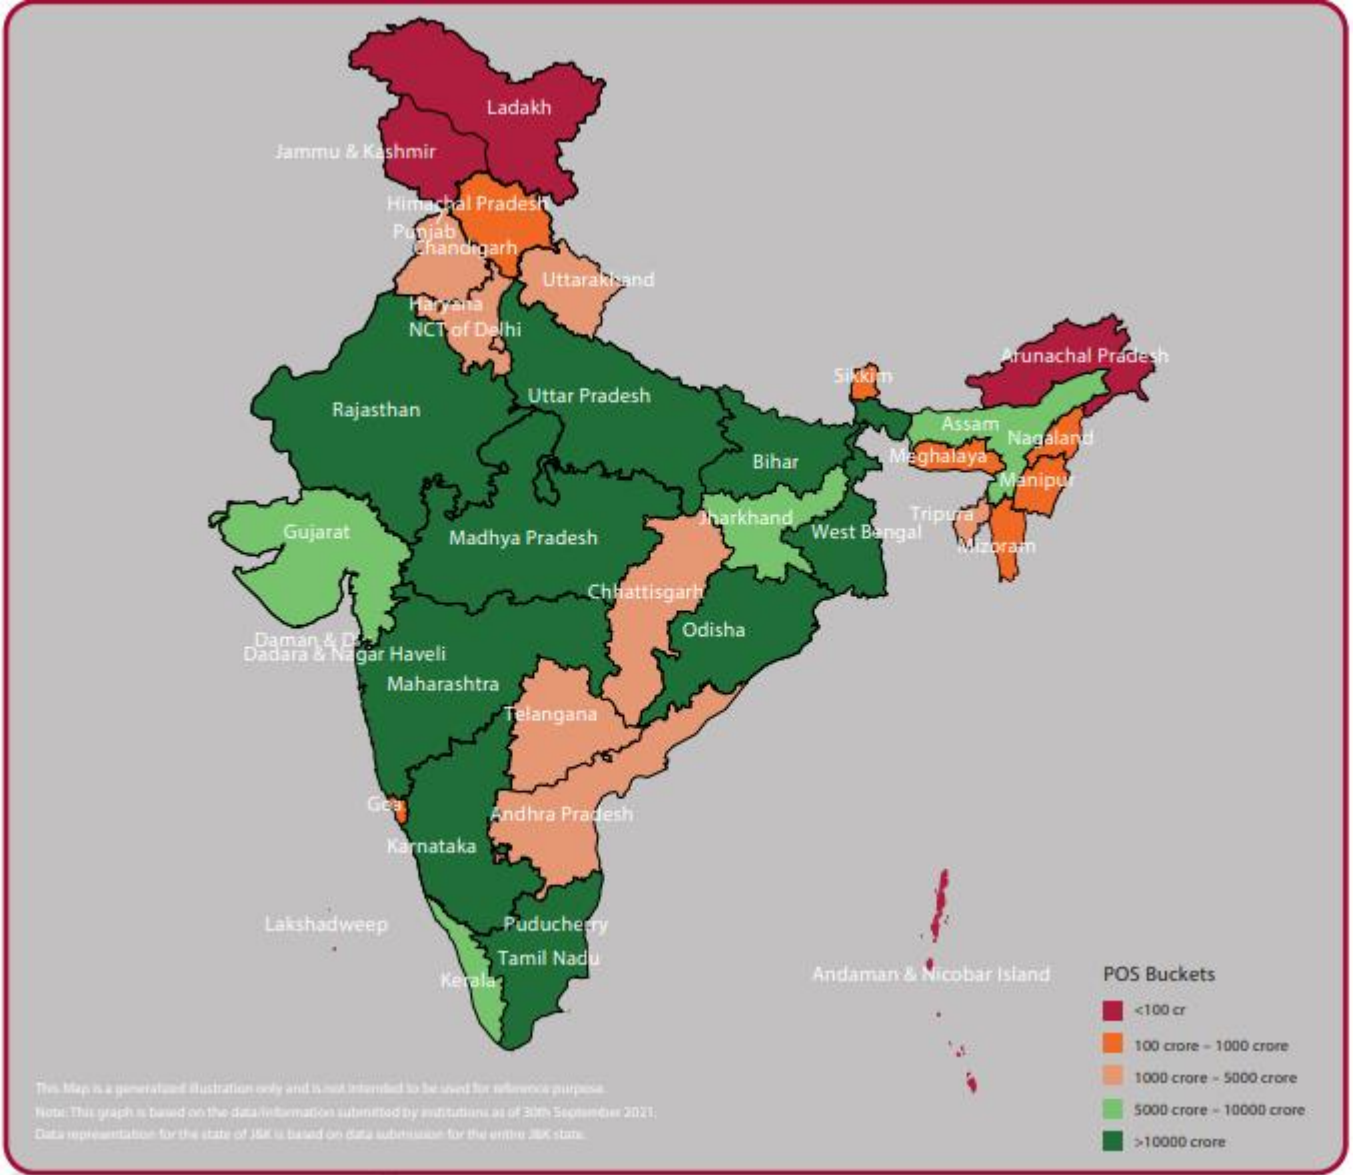 Ladakh
Jammu & Kashmir
Himachal Pradesh
Punjab
Chandigarh
Uttarakhand
Haryana
NCT of Delhi
Arunachal Pradesh
Sikkim
Uttar Pradesh
Rajasthan
Assam
Nagaland
Meghalaya
Bihar
Manipur
Tripura
Jharkhand
Gujarat
West Bengal
Madhya Pradesh
Mizoram
Chhattisgarh
Odisha
Daman & Diu
Dadara & Nagar Haveli
Maharashtra
Telangana
Goa
Andhra Pradesh
Karnataka
Lakshadweep
Puducherry
Tamil Nadu
Kerala
Andaman & Nicobar Island
POS Buckets
<100 cr
100 crore – 1000 crore
1000 crore – 5000 crore
5000 crore – 10000 crore
>10000 crore
This Map is a generalized illustration only and is not intended to be used for reference purpose.
Note: This graph is based on the data/information submitted by institutions as of 30th September 2021.
Data representation for the state of J&K is based on data submission for the entire J&K state.